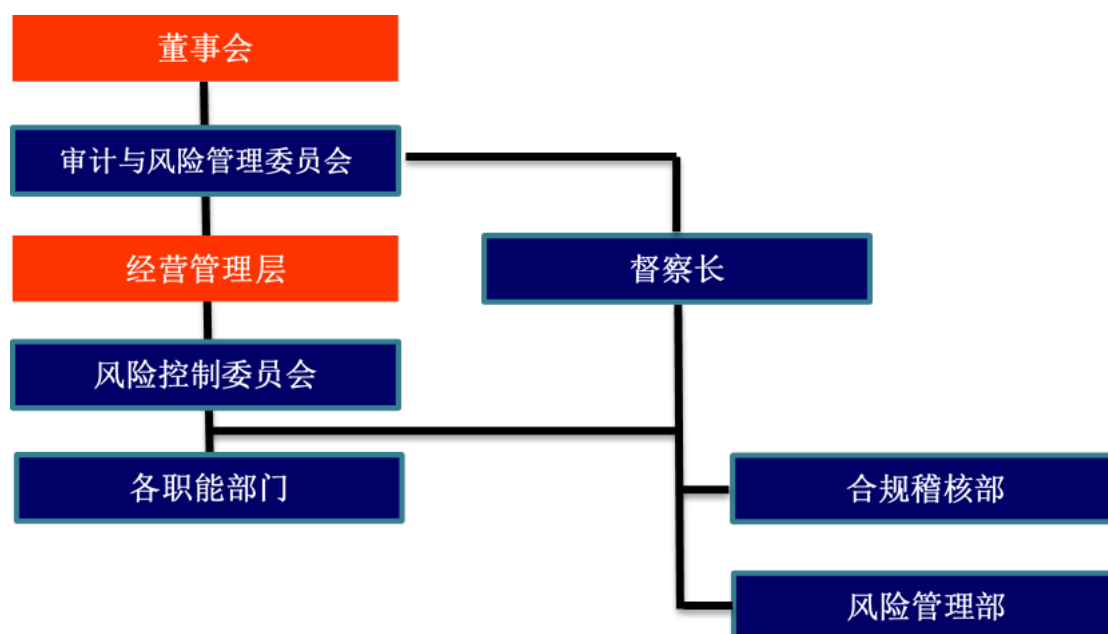 董事会
审计与风险管理委员会
经营管理层
督察长
风险控制委员会
各职能部门
合规稽核部
风险管理部